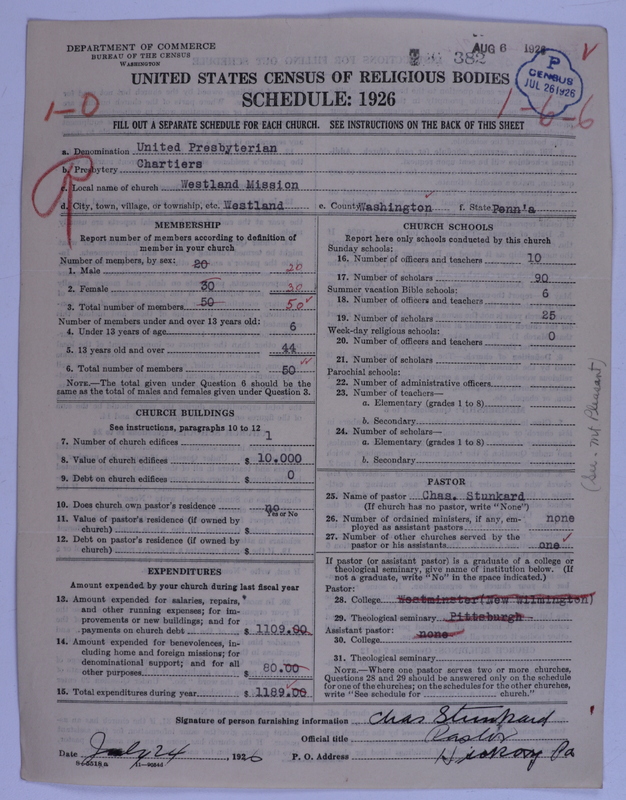 DEPARTMENT OF COMMERCE
BUREAU OF THE CENSUS
WASHINGTON
382
AUG 6 1926
P
CENSUS
JUL 26 1926
UNITED STATES CENSUS OF RELIGIOUS BODIES
SCHEDULE: 1926
1-0
1-6-6
FILL OUT A SEPARATE SCHEDULE FOR EACH CHURCH. SEE INSTRUCTIONS ON THE BACK OF THIS SHEET
a. Denomination United Presbyterian
b. Presbytery Chartiers
c. Local name of church Westland Mission
d. City, town, village, or township, etc. Westland e. County Washington f. State Penn'a
MEMBERSHIP
Report number of members according to definition of
member in your church
Number of members, by sex:
1. Male 20 20
2. Female 30 30
3. Total number of members 50 50
Number of members under and over 13 years old:
4. Under 13 years of age 6
5. 13 years old and over 44
6. Total number of members 50
NOTE.—The total given under Question 6 should be the
same as the total of males and females given under Question 3.
CHURCH BUILDINGS
See instructions, paragraphs 10 to 12
7. Number of church edifices 1
8. Value of church edifices $ 10.000
9. Debt on church edifices $ 0
10. Does church own pastor's residence no
Yes or No
11. Value of pastor's residence (if owned by
church) $
12. Debt on pastor's residence (if owned by
church) $
EXPENDITURES
Amount expended by your church during last fiscal year
13. Amount expended for salaries, repairs,
and other running expenses; for im-
provements or new buildings; and for
payments on church debt $ 1109.90
14. Amount expended for benevolences, in-
cluding home and foreign missions; for
denominational support; and for all
other purposes $ 80.00
15. Total expenditures during year $ 1189.00
CHURCH SCHOOLS
Report here only schools conducted by this church
Sunday schools:
16. Number of officers and teachers 10
17. Number of scholars 90
Summer vacation Bible schools:
18. Number of officers and teachers 6
19. Number of scholars 25
Week-day religious schools:
20. Number of officers and teachers 0
21. Number of scholars
Parochial schools:
22. Number of administrative officers
23. Number of teachers—
a. Elementary (grades 1 to 8)
b. Secondary
24. Number of scholars—
a. Elementary (grades 1 to 8)
b. Secondary
(See - Mt Pleasant)
PASTOR
25. Name of pastor Chas. Stunkard
(If church has no pastor, write "None")
26. Number of ordained ministers, if any, em-
ployed as assistant pastors none
27. Number of other churches served by the
pastor or his assistants one
If pastor (or assistant pastor) is a graduate of a college or
theological seminary, give name of institution below. (If
not a graduate, write "No" in the space indicated.)
Pastor:
28. College Westminster(New Wilmington)
29. Theological seminary Pittsburgh
Assistant pastor:
30. College none
31. Theological seminary
NOTE.—Where one pastor serves two or more churches,
Questions 28 and 29 should be answered only on the schedule
for one of the churches; on the schedules for the other churches,
write "See schedule for church."
Signature of person furnishing information Chas Stunkard
Official title Pastor
Date July 24, 1926 P. O. Address Hickory Pa
8-5518 a 11-9034d